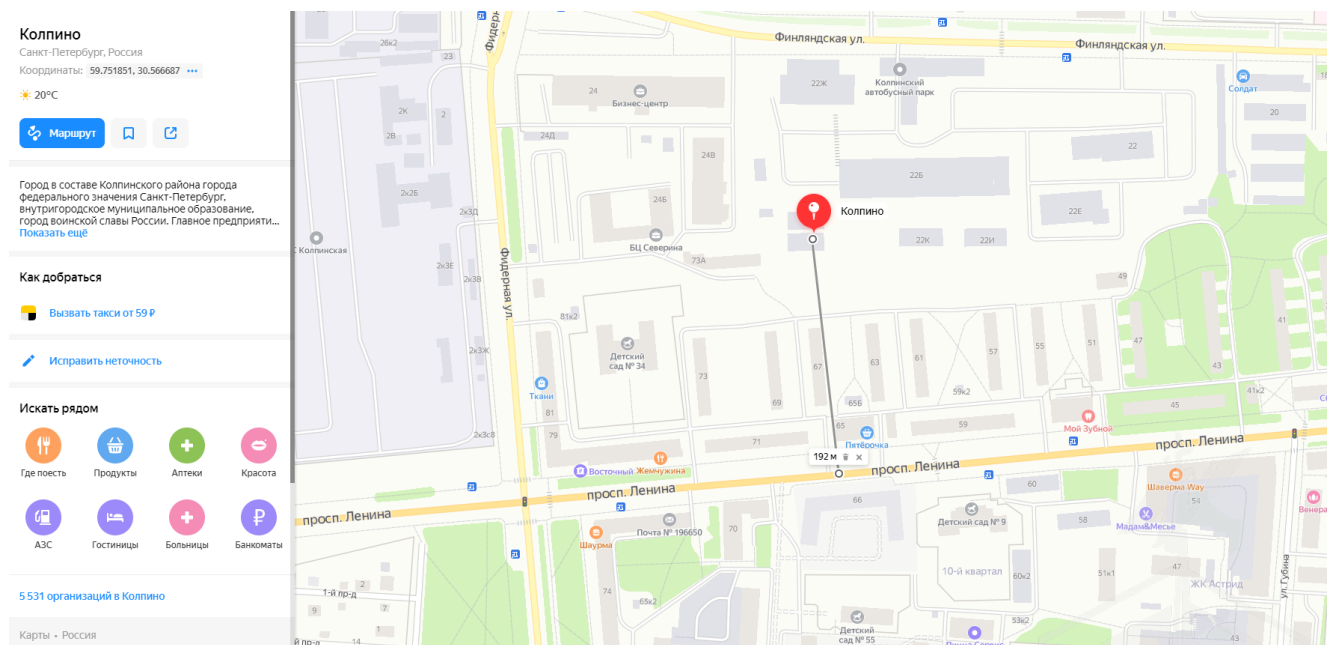 Колпино
Санкт-Петербург, Россия
Координаты: 59.751851, 30.566687 •••
20°C
Маршрут
Город в составе Колпинского района города
федерального значения Санкт-Петербург,
внутригородское муниципальное образование,
город воинской славы России. Главное предприяти...
Показать ещё
Как добраться
Вызвать такси от 59 ₽
Исправить неточность
Искать рядом
Где поесть
Продукты
Аптеки
Красота
АЗС
Гостиницы
Больницы
Банкоматы
5 531 организаций в Колпино
Карты • Россия
Финляндская ул.
Финляндская ул.
26к2
23
22Ж
Колпинский
автобусный парк
Солдат
24
Бизнес-центр
2К
2
20
2В
24Д
22
24В
22Б
2к2Б
24Б
2к3Д
Колпино
22Е
С Колпинская
БЦ Северина
22К
22И
73А
Фидерная ул.
2к3Е
2к3В
49
81к2
41
Детский
сад № 34
2к3Ж
73
67
63
61
57
55
51
47
43
Ткани
59к2
41к2
81
69
65Б
45
65
59
Мой Зубной
2к3с8
79
71
Пятёрочка
просп. Ленина
192 м
Восточный
Жемчужина
просп. Ленина
просп. Ленина
60
Шаверма Way
просп. Ленина
66
54
Венера
Почта № 196650
70
Детский сад № 9
58
Мадам&Месье
Шаурма
10-й квартал
60к2
51к1
47
ЖК Астрид
ул. Губина
1-й пр-д
2
74
65к2
9
7
53к2
Детский
сад № 55
14
1
43